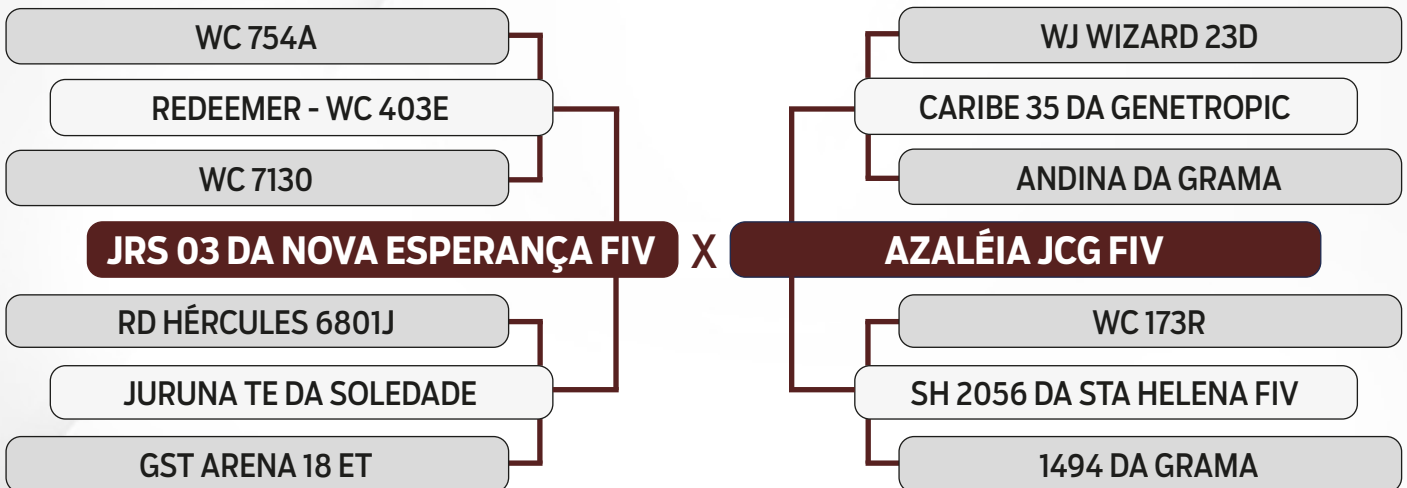 WC 754A
REDEEMER - WC 403E
WC 7130
JRS 03 DA NOVA ESPERANÇA FIV
RD HÉRCULES 6801J
JURUNA TE DA SOLEDADE
GST ARENA 18 ET
X
WJ WIZARD 23D
CARIBE 35 DA GENETROPIC
ANDINA DA GRAMA
AZALÉIA JCG FIV
WC 173R
SH 2056 DA STA HELENA FIV
1494 DA GRAMA